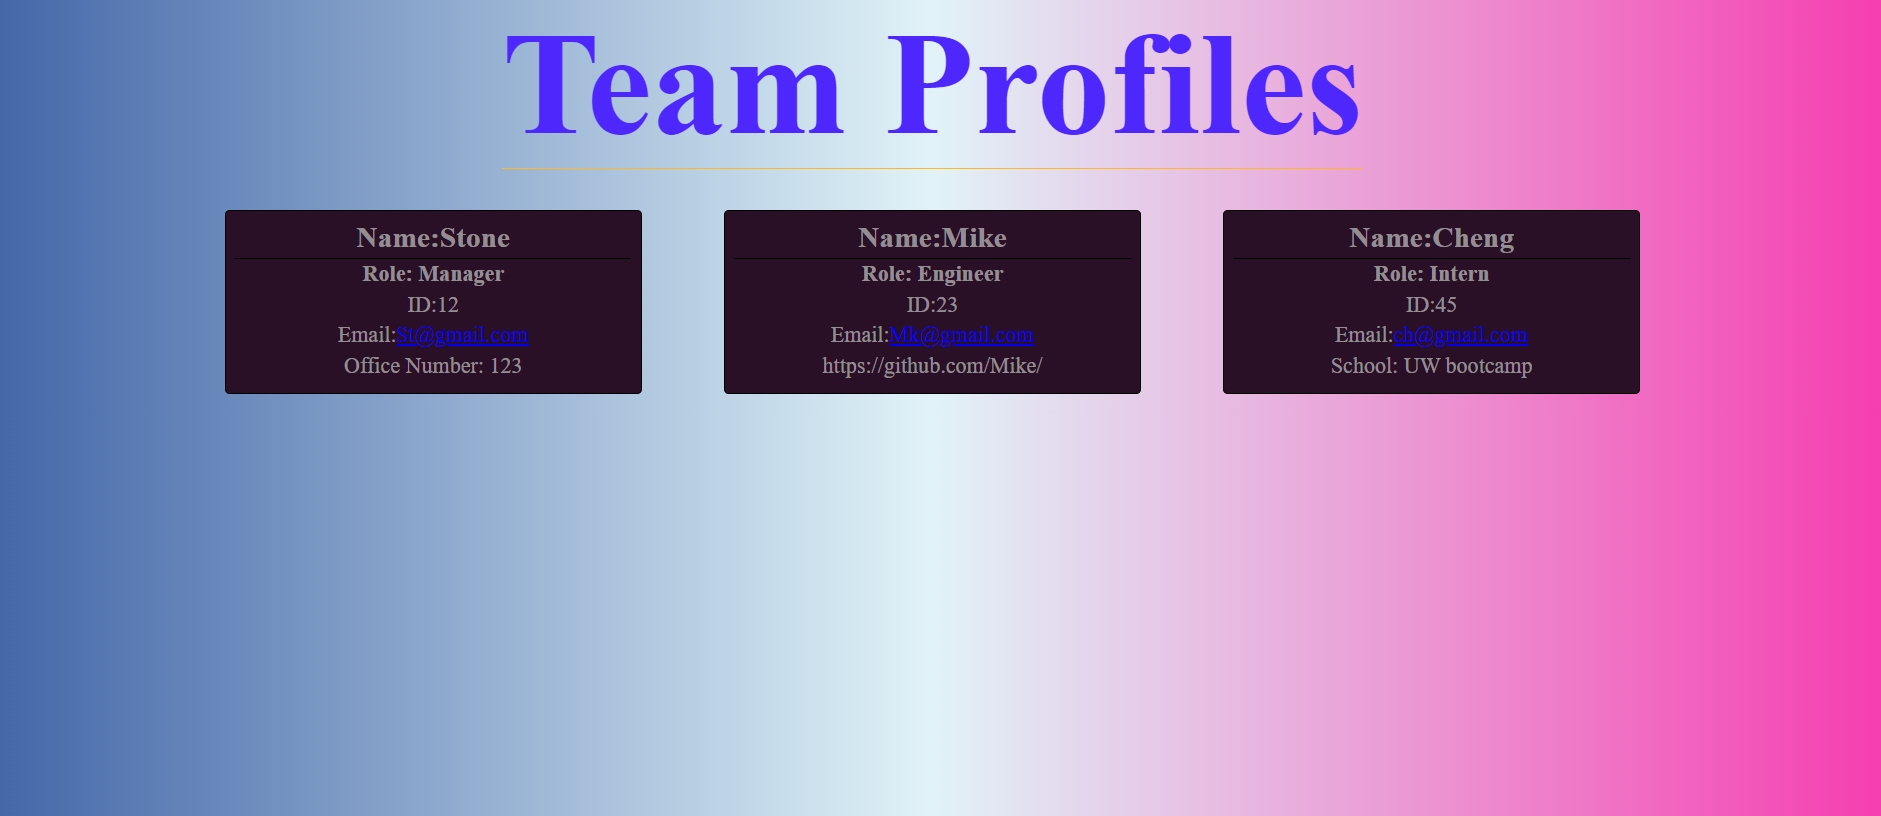 Team Profiles
Name:Stone
Role: Manager
ID:12
Email:St@gmail.com
Office Number: 123
Name:Mike
Role: Engineer
ID:23
Email:Mk@gmail.com
https://github.com/Mike/
Name:Cheng
Role: Intern
ID:45
Email:ch@gmail.com
School: UW bootcamp